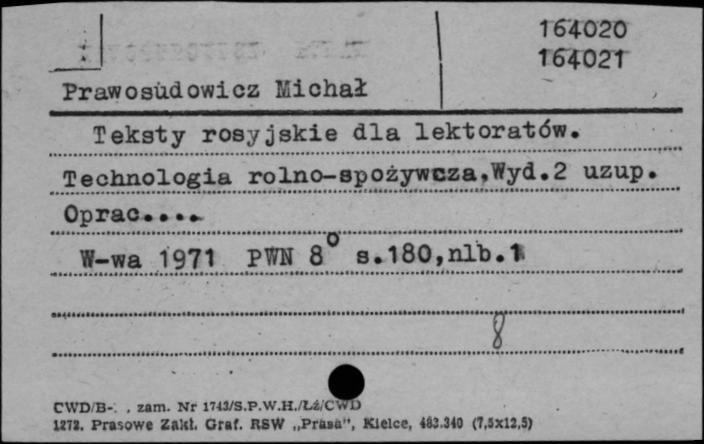 164020
164021
Prawosudowicz Michał
Teksty rosyjskie dla lektoratów.
Technologia rolno-spożywcza.Wyd.2 uzup.
Oprac....
W-wa 1971 PWN 8° s.180,nlb.1
8
CWD/B-. , zam. Nr 1743/S.P.W.H./Łź/CWD
1272. Prasowe Zakł. Graf. RSW „Prasa", Kielce, 483.340 (7,5x12,5)